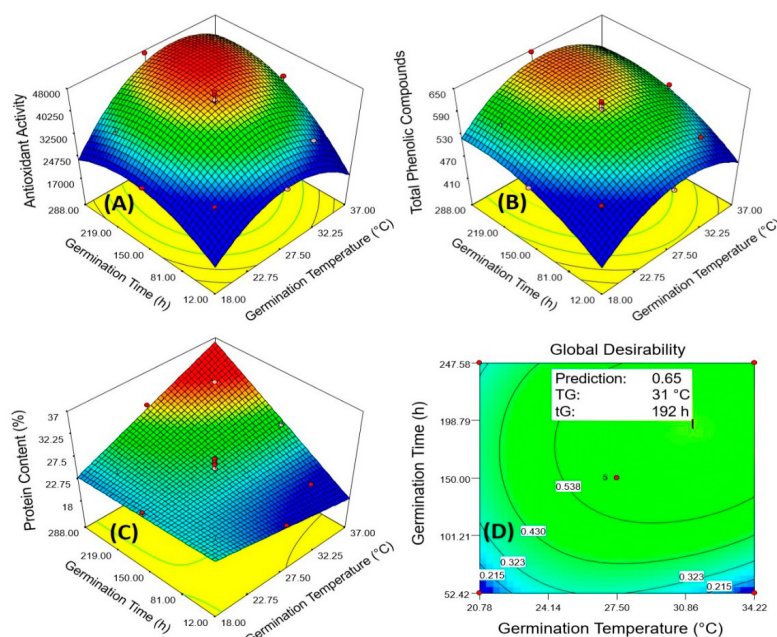 48000
40250
32500
24750
17000
Antioxidant Activity
(A)
288.00
219.00
150.00
81.00
12.00
Germination Time (h)
37.00
32.25
27.50
22.75
18.00
Germination Temperature (°C)
650
590
530
470
410
Total Phenolic Compounds
(B)
288.00
219.00
150.00
81.00
12.00
Germination Time (h)
37.00
32.25
27.50
22.75
18.00
Germination Temperature (°C)
37
32.25
27.5
22.75
18
Protein Content (%)
(C)
288.00
219.00
150.00
81.00
12.00
Germination Time (h)
37.00
32.25
27.50
22.75
18.00
Germination Temperature (°C)
Global Desirability
Prediction: 0.65
TG: 31 °C
tG: 192 h
247.58
198.79
150.00
101.21
52.42
Germination Time (h)
5
0.538
(D)
0.430
0.323
0.323
0.215
0.215
20.78 24.14 27.50 30.86 34.22
Germination Temperature (°C)